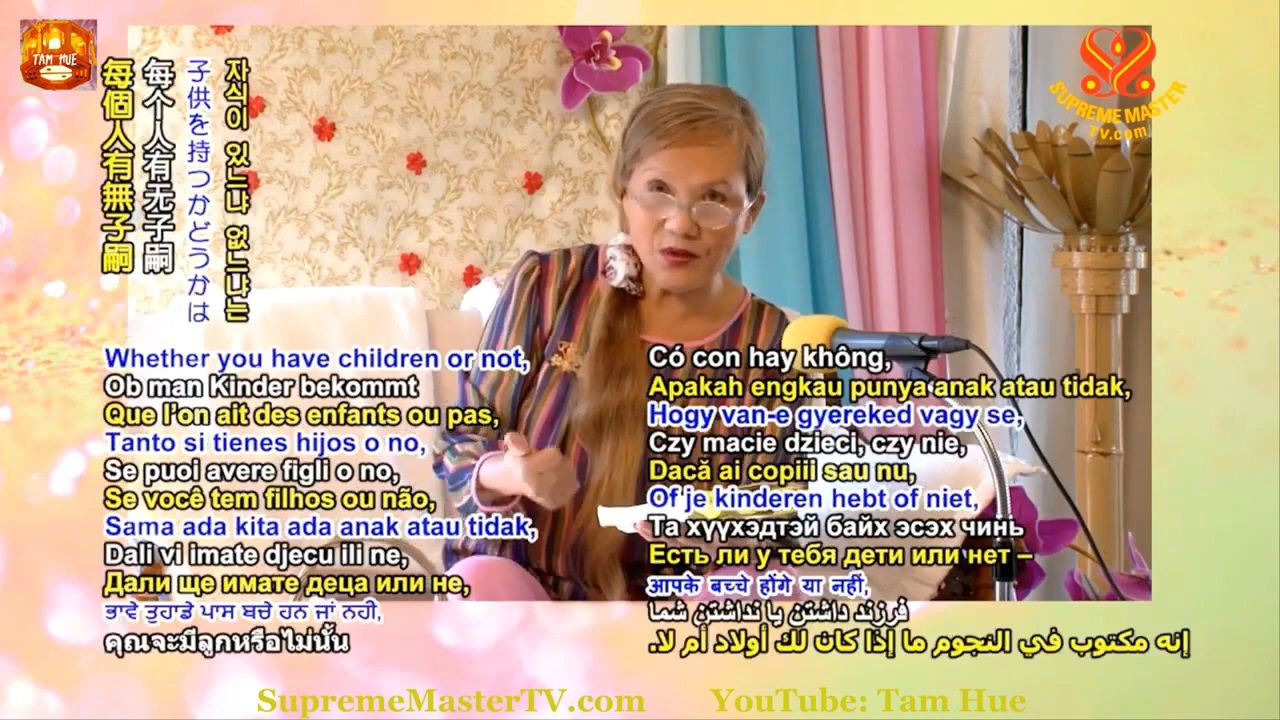 TAM HUE
SUPREME MASTER
TV.com
자식이 있느냐 없느냐는
子供を持つかどうかは
每个人有无子嗣
每個人有無子嗣
Whether you have children or not,
Ob man Kinder bekommt
Que l'on ait des enfants ou pas,
Tanto si tienes hijos o no,
Se puoi avere figli o no,
Se você tem filhos ou não,
Sama ada kita ada anak atau tidak,
Dali vi imate djecu ili ne,
Дали ще имате деца или не,
ਭਾਵੇ ਤੁਹਾਡੇ ਪਾਸ ਬਚੇ ਹਨ ਜਾਂ ਨਹੀ,
คุณจะมีลูกหรือไม่นั้น
Có con hay không,
Apakah engkau punya anak atau tidak,
Hogy van-e gyereked vagy se,
Czy macie dzieci, czy nie,
Dacă ai copiii sau nu,
Of je kinderen hebt of niet,
Та хүүхэдтэй байх эсэх чинь
Есть ли у тебя дети или нет –
आपके बच्चे होंगे या नहीं,
فرزند داشتن یا نداشتن شما
إنه مكتوب في النجوم ما إذا كان لك أولاد أم لا.
SupremeMasterTV.com
YouTube: Tam Hue